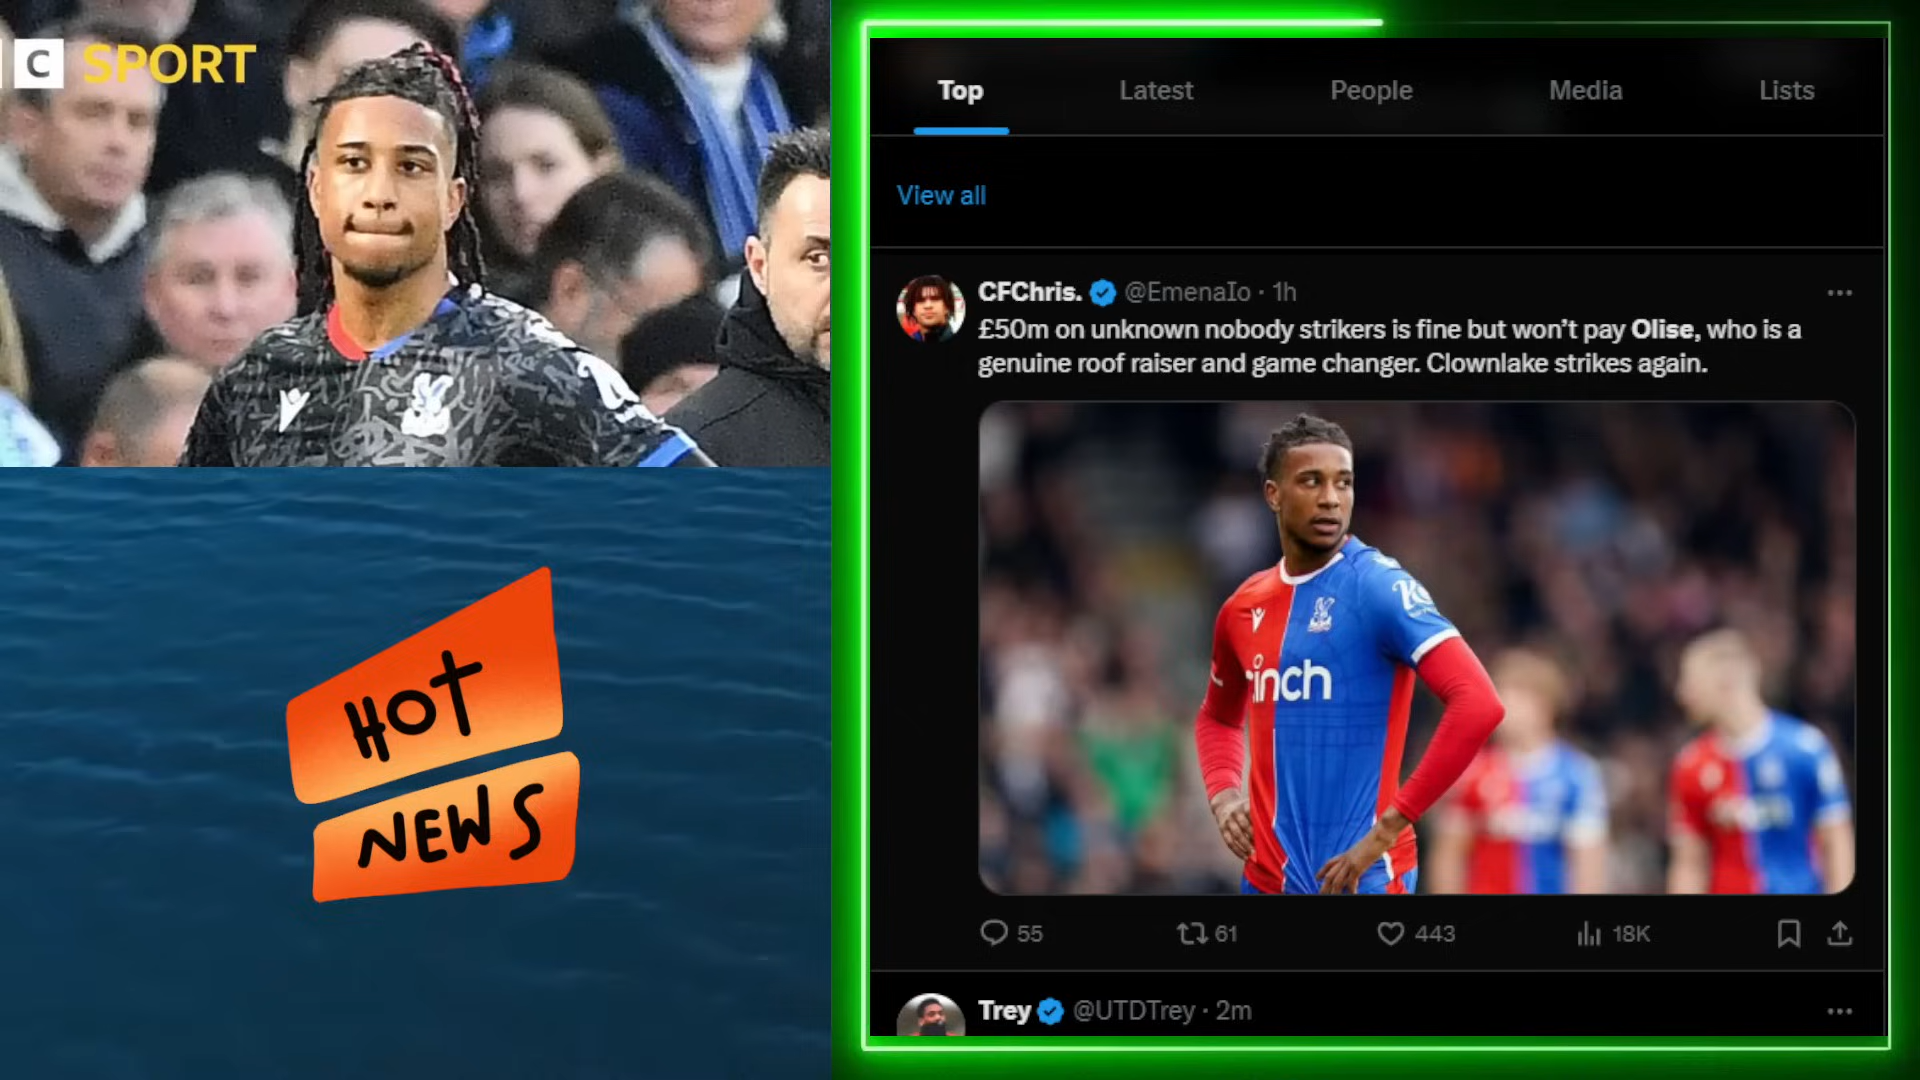 C SPORT
HOT
NEWS
Top Latest People Media Lists
View all
CFChris. @Emenalo · 1h
£50m on unknown nobody strikers is fine but won’t pay Olise, who is a
genuine roof raiser and game changer. Clownlake strikes again.
cinch
55 61 443 18K
Trey @UTDTrey · 2m